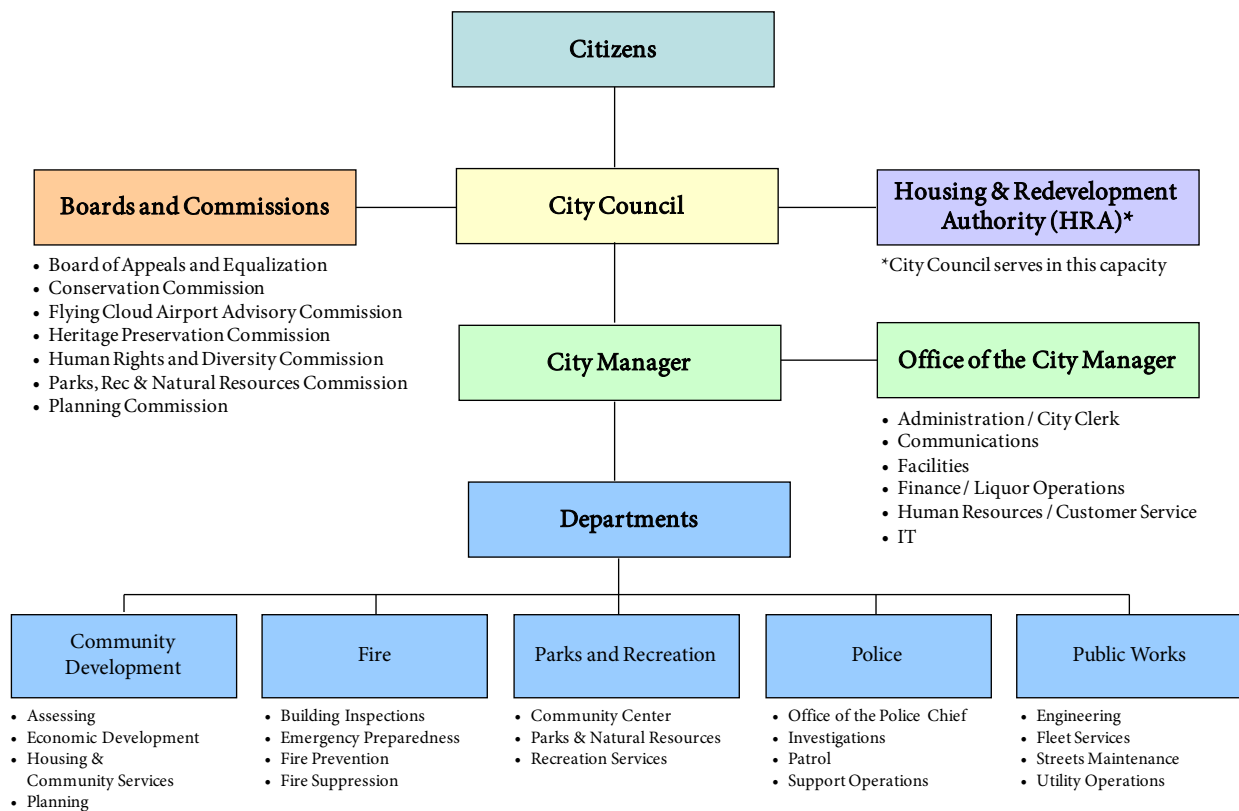 Citizens
Boards and Commissions
• Board of Appeals and Equalization
• Conservation Commission
• Flying Cloud Airport Advisory Commission
• Heritage Preservation Commission
• Human Rights and Diversity Commission
• Parks, Rec & Natural Resources Commission
• Planning Commission
City Council
Housing & Redevelopment
Authority (HRA)*
*City Council serves in this capacity
City Manager
Office of the City Manager
• Administration / City Clerk
• Communications
• Facilities
• Finance / Liquor Operations
• Human Resources / Customer Service
• IT
Departments
Community
Development
• Assessing
• Economic Development
• Housing &
Community Services
• Planning
Fire
• Building Inspections
• Emergency Preparedness
• Fire Prevention
• Fire Suppression
Parks and Recreation
• Community Center
• Parks & Natural Resources
• Recreation Services
Police
• Office of the Police Chief
• Investigations
• Patrol
• Support Operations
Public Works
• Engineering
• Fleet Services
• Streets Maintenance
• Utility Operations